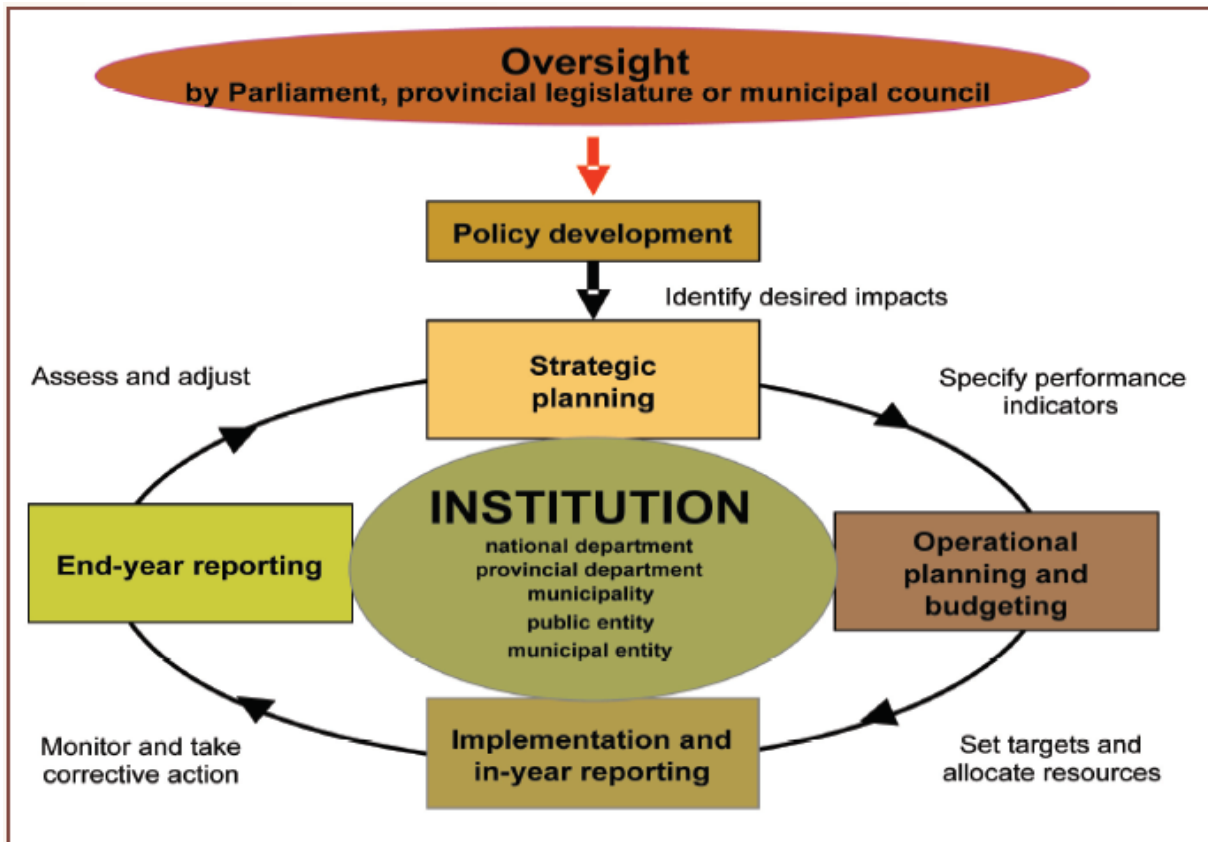 Oversight
by Parliament, provincial legislature or municipal council
Policy development
Identify desired impacts
Strategic
planning
Assess and adjust
Specify performance
indicators
INSTITUTION
national department
provincial department
municipality
public entity
municipal entity
End-year reporting
Operational
planning and
budgeting
Implementation and
in-year reporting
Monitor and take
corrective action
Set targets and
allocate resources